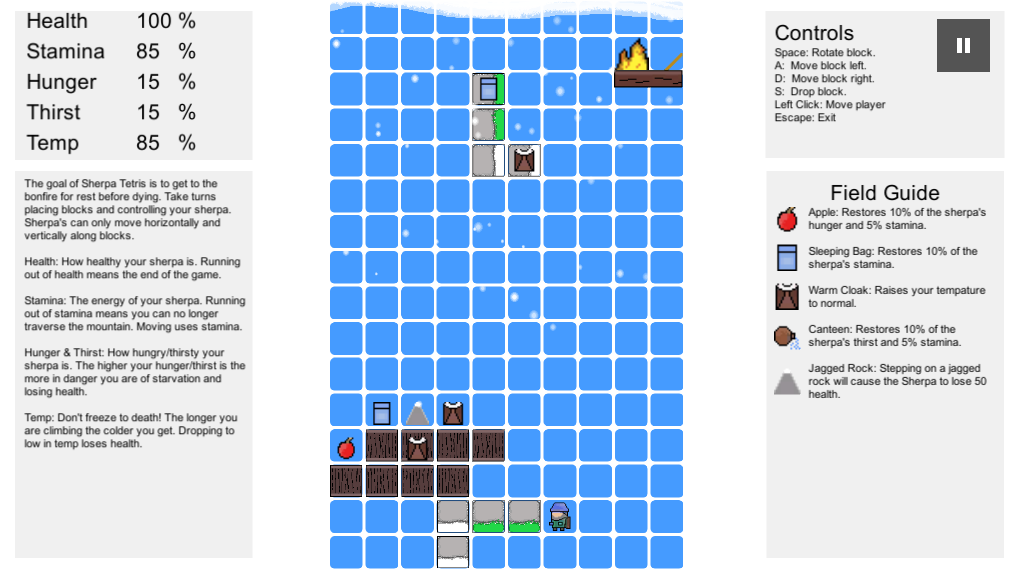 Health 100 %
Stamina 85 %
Hunger 15 %
Thirst 15 %
Temp 85 %
The goal of Sherpa Tetris is to get to the
bonfire for rest before dying. Take turns
placing blocks and controlling your sherpa.
Sherpa's can only move horizontally and
vertically along blocks.
Health: How healthy your sherpa is. Running
out of health means the end of the game.
Stamina: The energy of your sherpa. Running
out of stamina means you can no longer
traverse the mountain. Moving uses stamina.
Hunger & Thirst: How hungry/thirsty your
sherpa is. The higher your hunger/thirst is the
more in danger you are of starvation and
losing health.
Temp: Don't freeze to death! The longer you
are climbing the colder you get. Dropping to
low in temp loses health.
Controls
Space: Rotate block.
A: Move block left.
D: Move block right.
S: Drop block.
Left Click: Move player
Escape: Exit
Field Guide
Apple: Restores 10% of the sherpa's
hunger and 5% stamina.
Sleeping Bag: Restores 10% of the
sherpa's stamina.
Warm Cloak: Raises your tempature
to normal.
Canteen: Restores 10% of the
sherpa's thirst and 5% stamina.
Jagged Rock: Stepping on a jagged
rock will cause the Sherpa to lose 50
health.